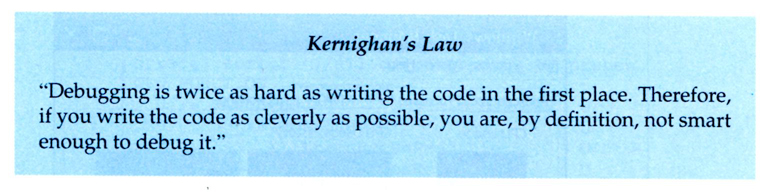 Kernighan's Law
“Debugging is twice as hard as writing the code in the first place. Therefore,
if you write the code as cleverly as possible, you are, by definition, not smart
enough to debug it.”